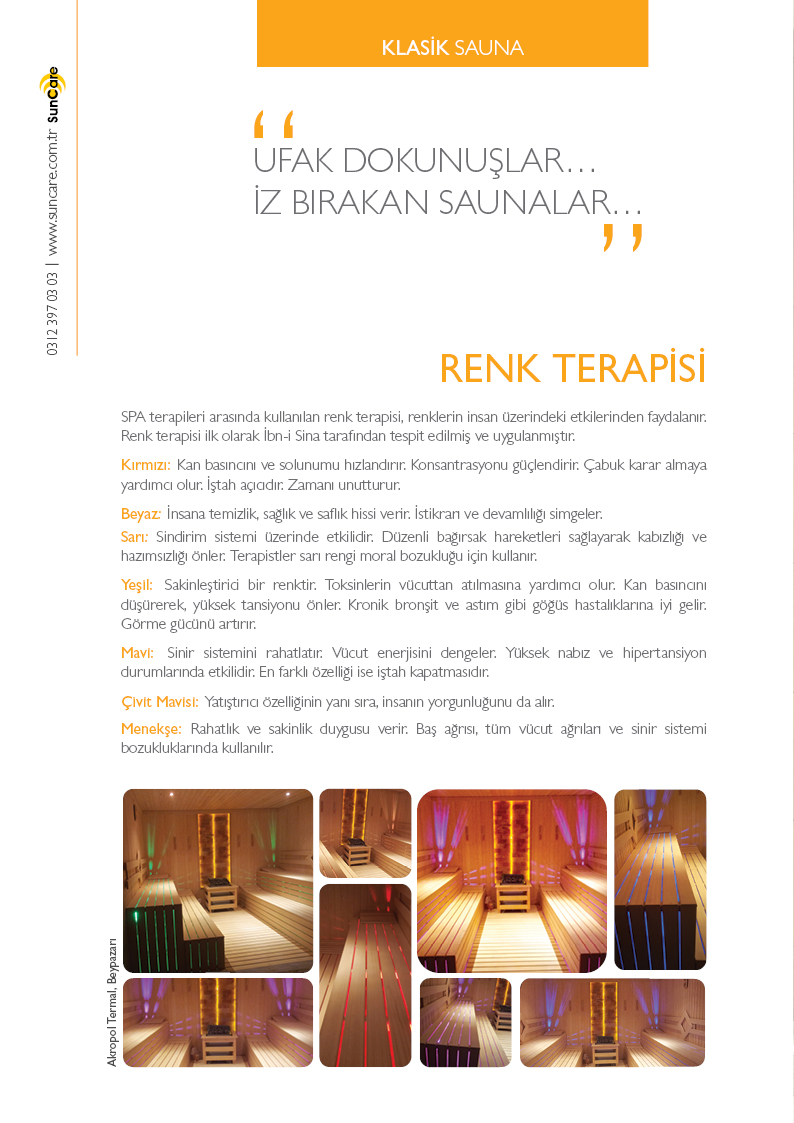 KLASİK SAUNA
0312 397 03 03 | www.suncare.com.tr SunCare
“
UFAK DOKUNUŞLAR…
İZ BIRAKAN SAUNALAR…
”
RENK TERAPİSİ
SPA terapileri arasında kullanılan renk terapisi, renklerin insan üzerindeki etkilerinden faydalanır.
Renk terapisi ilk olarak İbn-i Sina tarafından tespit edilmiş ve uygulanmıştır.
Kırmızı: Kan basıncını ve solunumu hızlandırır. Konsantrasyonu güçlendirir. Çabuk karar almaya
yardımcı olur. İştah açıcıdır. Zamanı unutturur.
Beyaz: İnsana temizlik, sağlık ve saflık hissi verir. İstikrarı ve devamlılığı simgeler.
Sarı: Sindirim sistemi üzerinde etkilidir. Düzenli bağırsak hareketleri sağlayarak kabızlığı ve
hazımsızlığı önler. Terapistler sarı rengi moral bozukluğu için kullanır.
Yeşil: Sakinleştirici bir renktir. Toksinlerin vücuttan atılmasına yardımcı olur. Kan basıncını
düşürerek, yüksek tansiyonu önler. Kronik bronşit ve astım gibi göğüs hastalıklarına iyi gelir.
Görme gücünü artırır.
Mavi: Sinir sistemini rahatlatır. Vücut enerjisini dengeler. Yüksek nabız ve hipertansiyon
durumlarında etkilidir. En farklı özelliği ise iştah kapatmasıdır.
Çivit Mavisi: Yatıştırıcı özelliğinin yanı sıra, insanın yorgunluğunu da alır.
Menekşe: Rahatlık ve sakinlik duygusu verir. Baş ağrısı, tüm vücut ağrıları ve sinir sistemi
bozukluklarında kullanılır.
Akropol Termal, Beypazarı